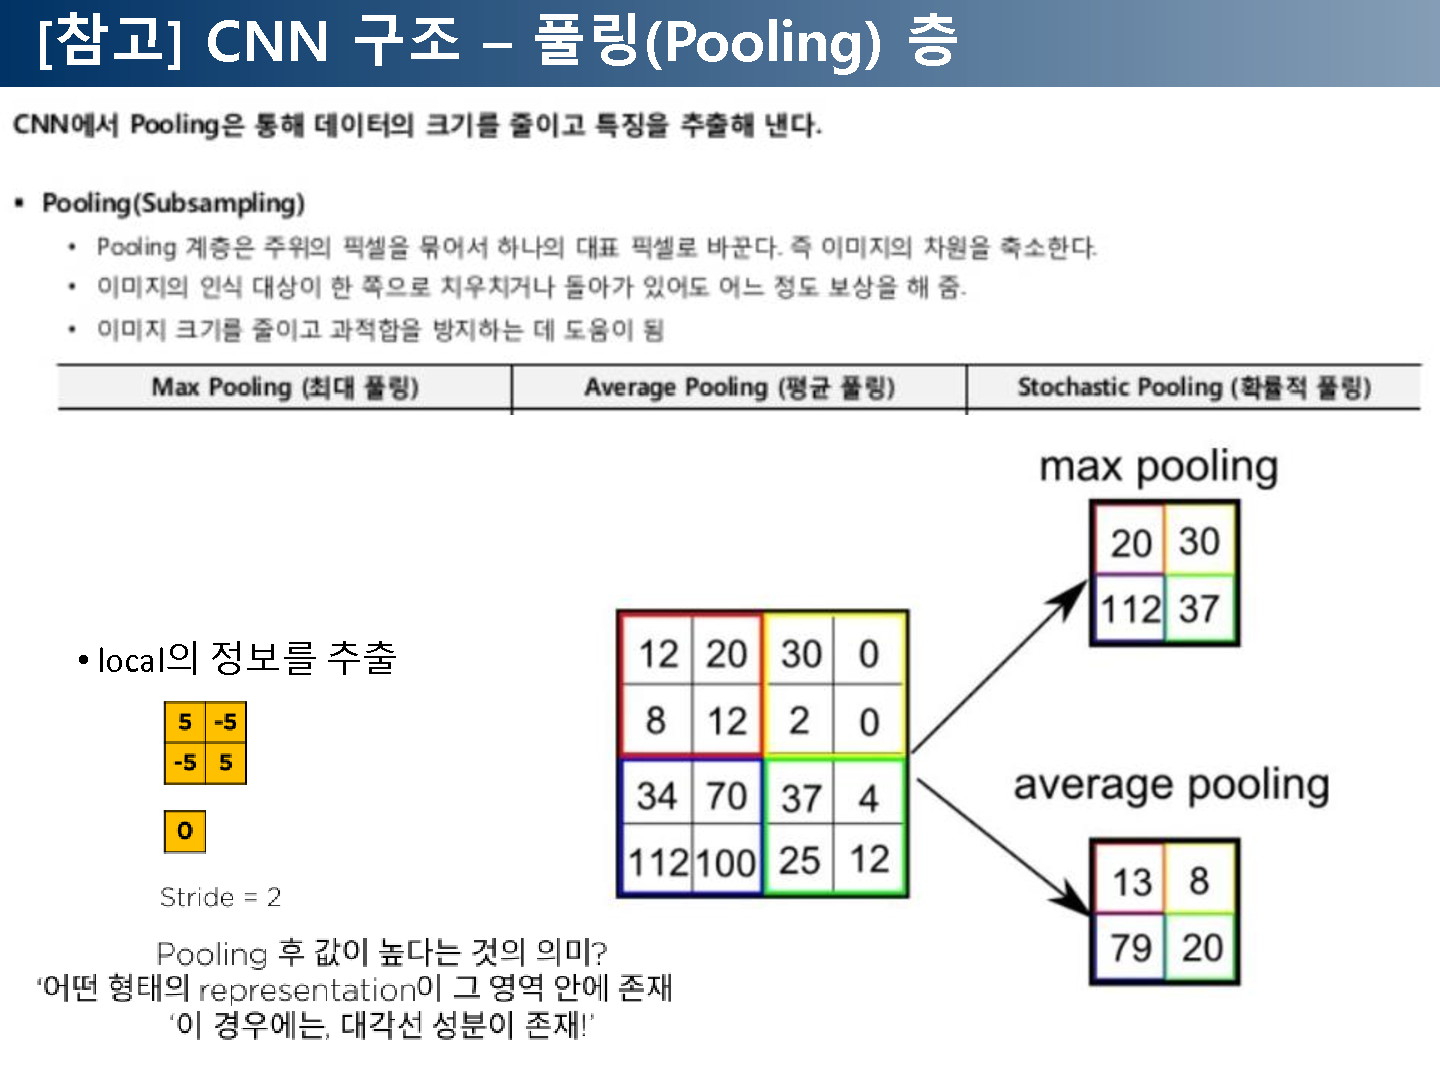 [참고] CNN 구조 – 풀링(Pooling) 층
CNN에서 Pooling은 통해 데이터의 크기를 줄이고 특징을 추출해 낸다.
▪ Pooling(Subsampling)
• Pooling 계층은 주위의 픽셀을 묶어서 하나의 대표 픽셀로 바꾼다. 즉 이미지의 차원을 축소한다.
• 이미지의 인식 대상이 한 쪽으로 치우치거나 돌아가 있어도 어느 정도 보상을 해 줌.
• 이미지 크기를 줄이고 과적합을 방지하는 데 도움이 됨
Max Pooling (최대 풀링) Average Pooling (평균 풀링) Stochastic Pooling (확률적 풀링)
• local의 정보를 추출
5 -5
-5 5
0
Stride = 2
Pooling 후 값이 높다는 것의 의미?
‘어떤 형태의 representation이 그 영역 안에 존재
‘이 경우에는, 대각선 성분이 존재!’
12 20 30 0
8 12 2 0
34 70 37 4
112 100 25 12
max pooling
20 30
112 37
average pooling
13 8
79 20